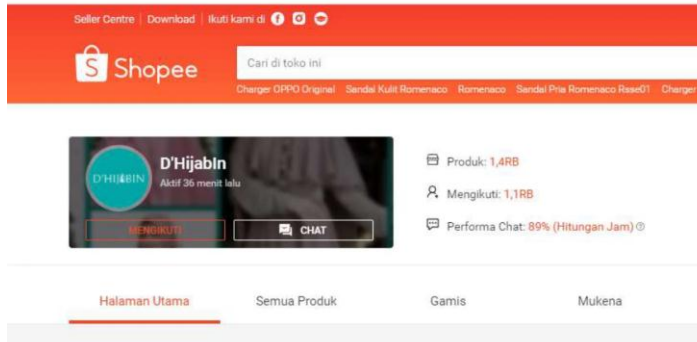 Seller Centre | Download | Ikuti kami di
Shopee
Cari di toko ini
Charger OPPO Original Sandal Kulit Romenaco Romenaco Sandal Pria Romenaco Rase01 Charger
D'HIJABIN
D'HijabIn
Aktif 36 menit lalu
MENGIKUTI
CHAT
Produk: 1,4RB
Mengikuti: 1,1RB
Performa Chat: 89% (Hitungan Jam)
Halaman Utama Semua Produk Gamis Mukena